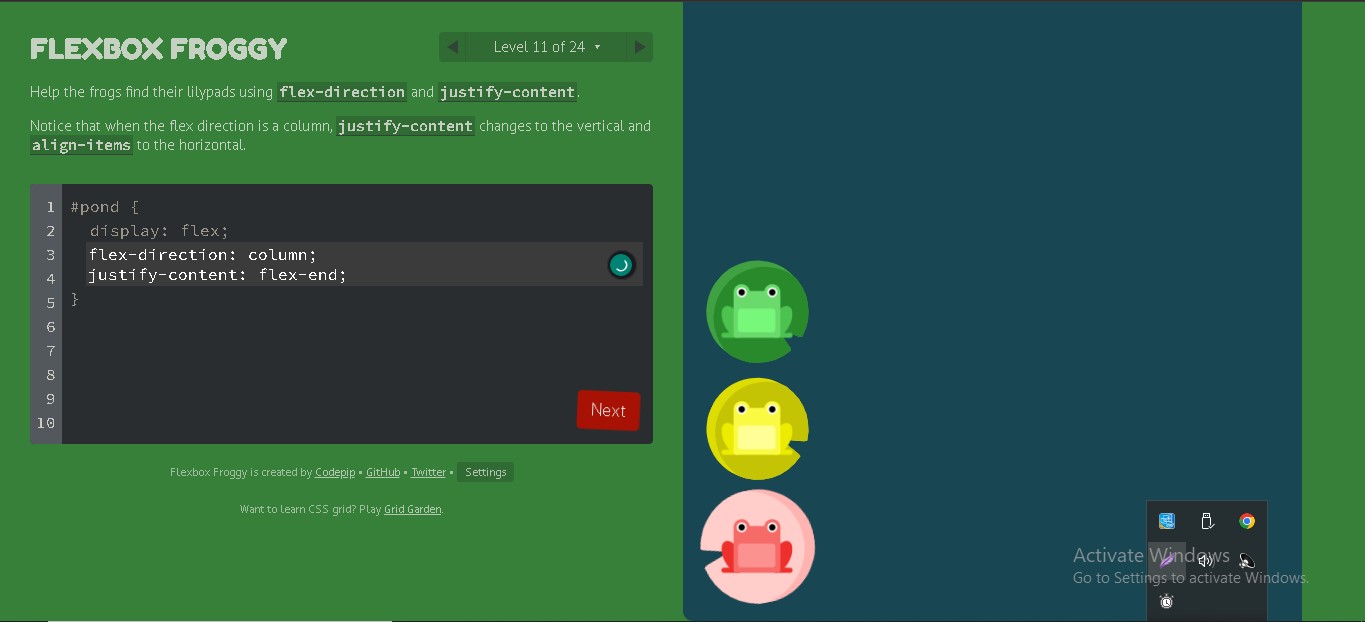 FLEXBOX FROGGY
Level 11 of 24
Help the frogs find their lilypads using flex-direction and justify-content.
Notice that when the flex direction is a column, justify-content changes to the vertical and
align-items to the horizontal.
1 #pond {
2 display: flex;
3 flex-direction: column;
4 justify-content: flex-end;
5 }
6
7
8
9
10
Next
Flexbox Froggy is created by Codepip • GitHub • Twitter • Settings
Want to learn CSS grid? Play Grid Garden.
Activate Windows
Go to Settings to activate Windows.